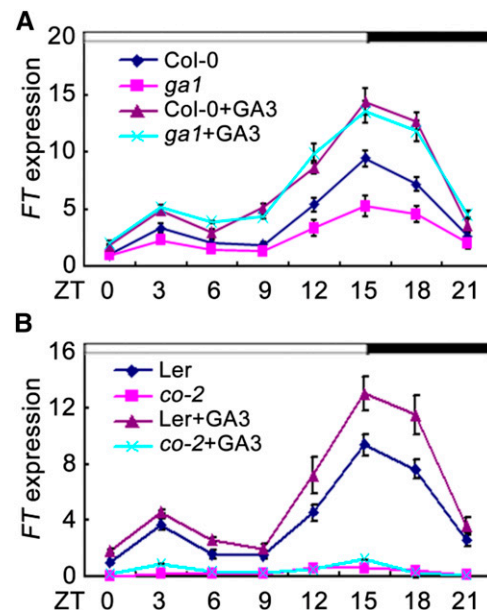 A
FT expression
20
15
10
5
0
Col-0
ga1
Col-0+GA3
ga1+GA3
ZT 0 3 6 9 12 15 18 21
B
FT expression
16
12
8
4
0
Ler
co-2
Ler+GA3
co-2+GA3
ZT 0 3 6 9 12 15 18 21